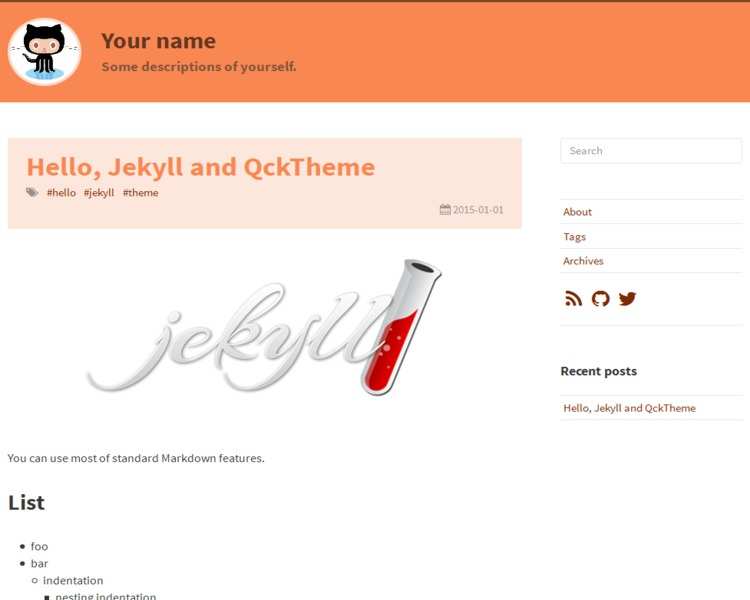 Your name
Some descriptions of yourself.
Hello, Jekyll and QckTheme
#hello #jekyll #theme
2015-01-01
jekyll
You can use most of standard Markdown features.
List
foo
bar
indentation
nesting indentation
Search
About
Tags
Archives
Recent posts
Hello, Jekyll and QckTheme